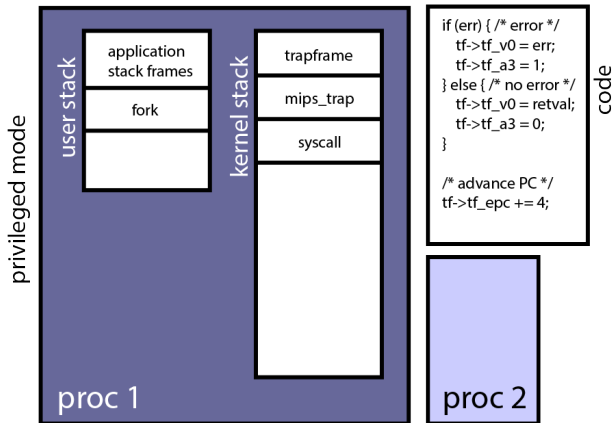 privileged mode
user stack
application
stack frames
fork
kernel stack
trapframe
mips_trap
syscall
proc 1
if (err) { /* error */
tf->tf_v0 = err;
tf->tf_a3 = 1;
} else { /* no error */
tf->tf_v0 = retval;
tf->tf_a3 = 0;
}
/* advance PC */
tf->tf_epc += 4;
code
proc 2